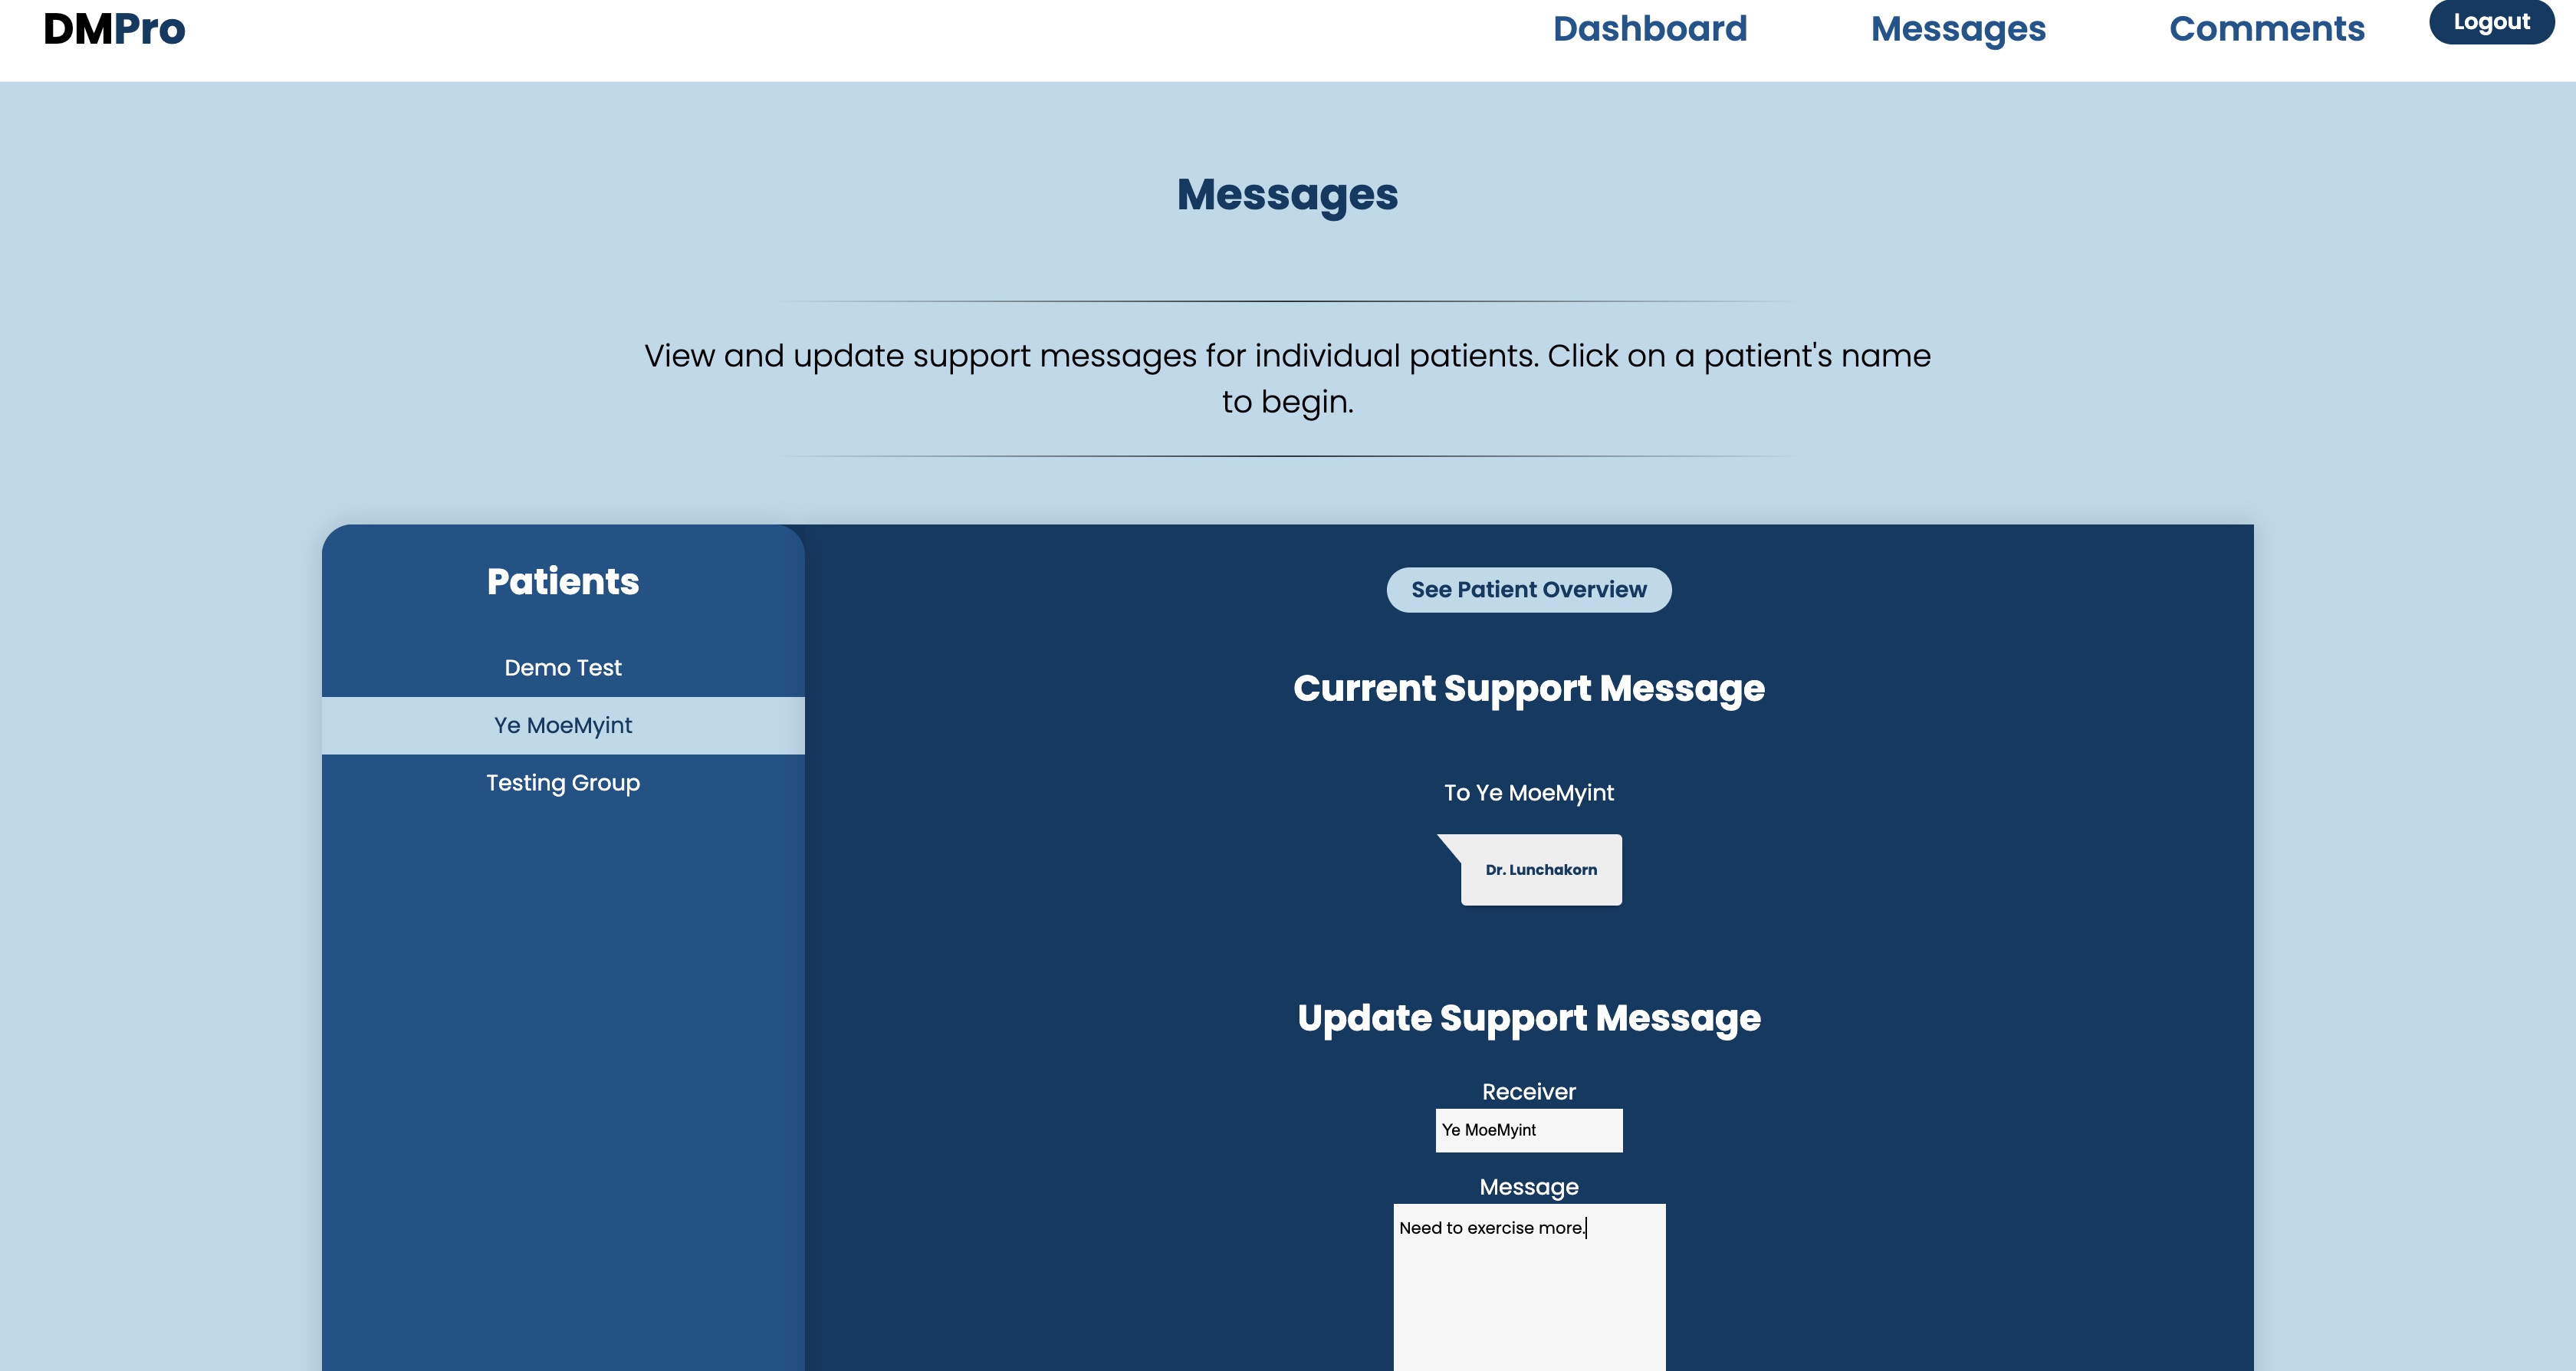 DMPro
Dashboard
Messages
Comments
Logout
Messages
View and update support messages for individual patients. Click on a patient's name
to begin.
Patients
Demo Test
Ye MoeMyint
Testing Group
See Patient Overview
Current Support Message
To Ye MoeMyint
Dr. Lunchakorn
Update Support Message
Receiver
Ye MoeMyint
Message
Need to exercise more.